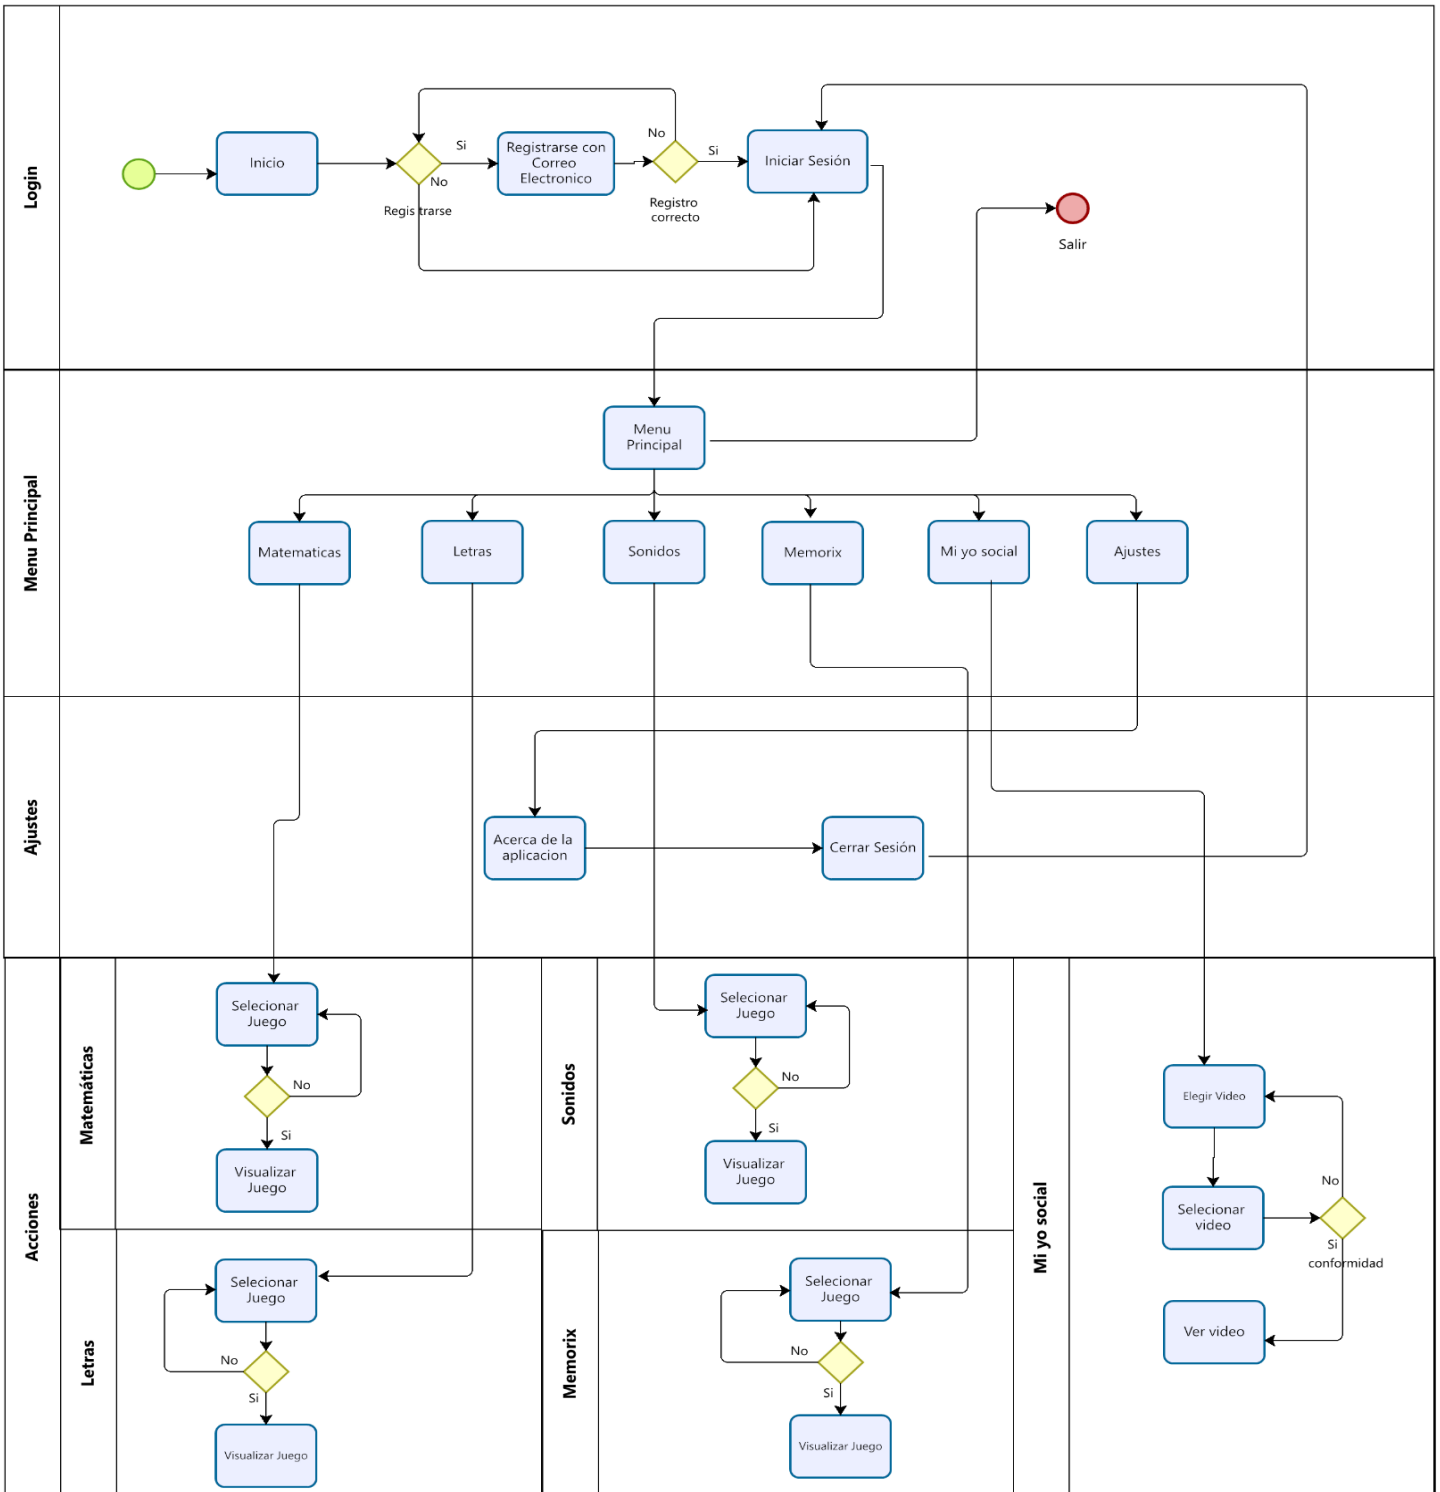 Login
Inicio
Si
No
Regis trarse
Registrarse con
Correo
Electronico
No
Si
Registro
correcto
Iniciar Sesión
Salir
Menu Principal
Menu
Principal
Matematicas
Letras
Sonidos
Memorix
Mi yo social
Ajustes
Ajustes
Acerca de la
aplicacion
Cerrar Sesión
Acciones
Matemáticas
Selecionar
Juego
No
Si
Visualizar
Juego
Sonidos
Selecionar
Juego
No
Si
Visualizar
Juego
Mi yo social
Elegir Video
Selecionar
video
No
Si
conformidad
Ver video
Letras
Selecionar
Juego
No
Si
Visualizar Juego
Memorix
Selecionar
Juego
No
Si
Visualizar Juego